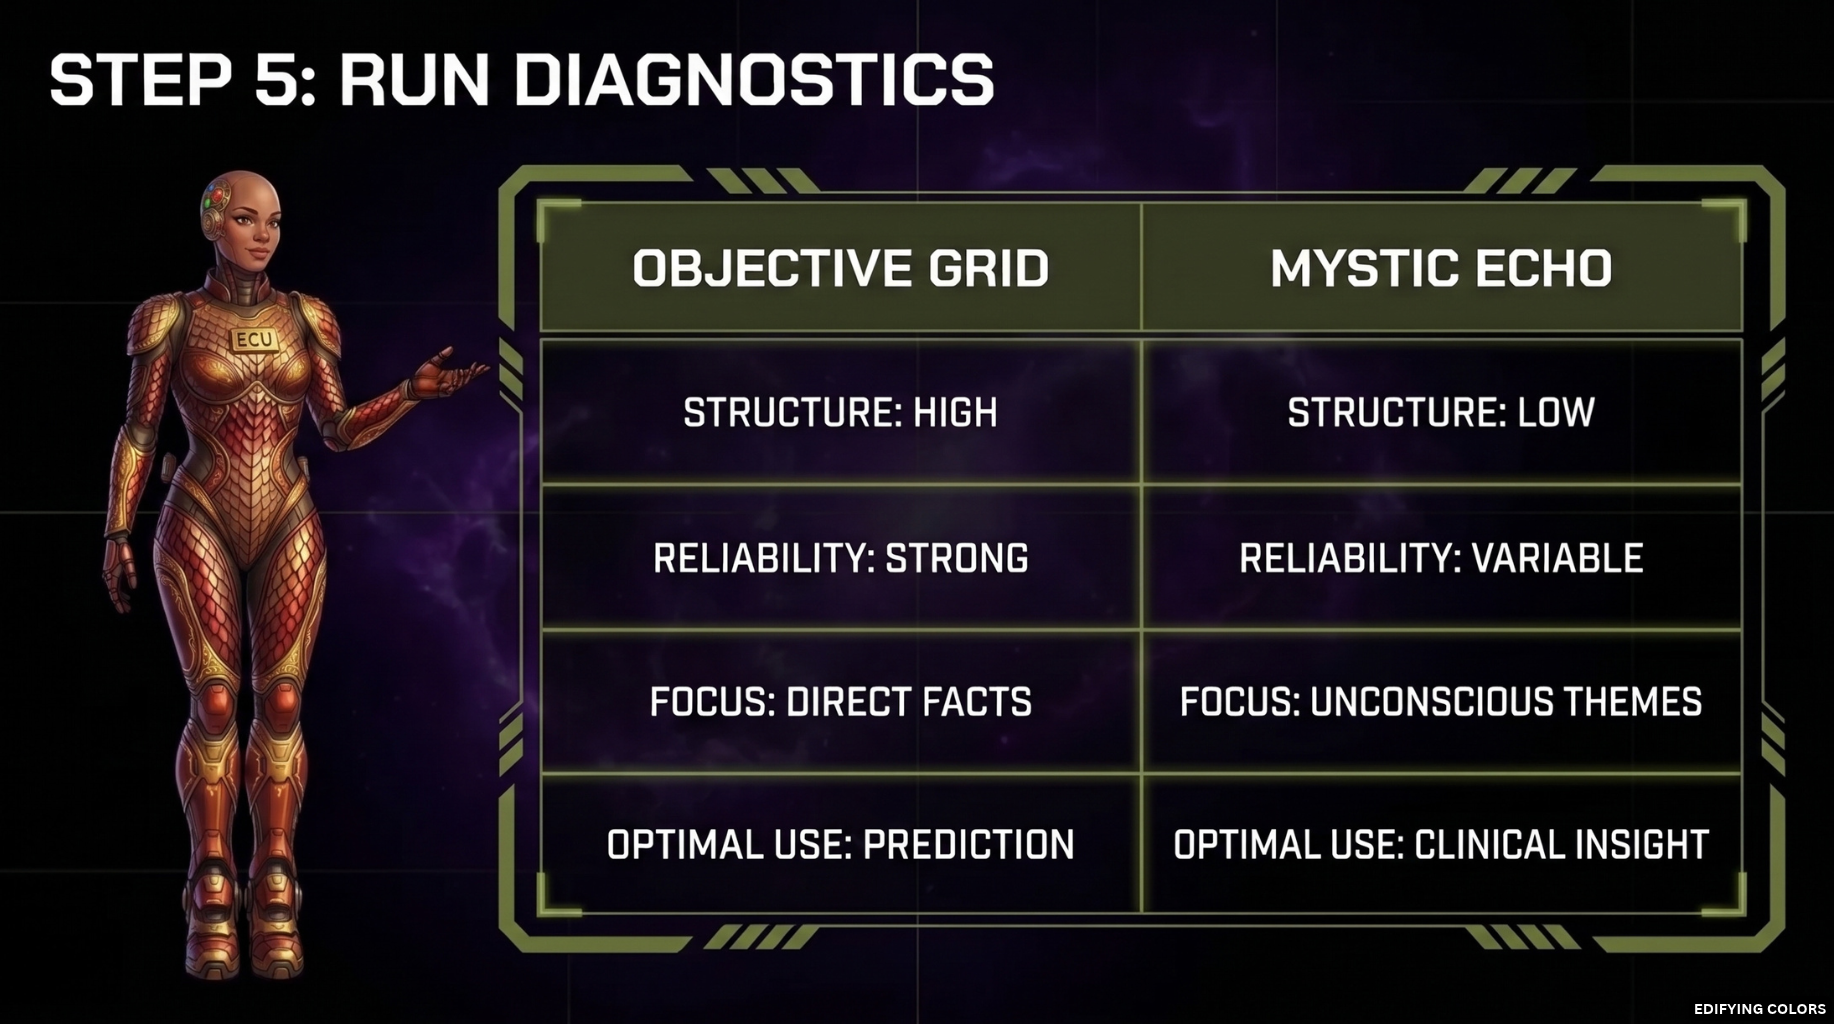 STEP 5: RUN DIAGNOSTICS
ECU
OBJECTIVE GRID
MYSTIC ECHO
STRUCTURE: HIGH
STRUCTURE: LOW
RELIABILITY: STRONG
RELIABILITY: VARIABLE
FOCUS: DIRECT FACTS
FOCUS: UNCONSCIOUS THEMES
OPTIMAL USE: PREDICTION
OPTIMAL USE: CLINICAL INSIGHT
EDIFYING COLORS